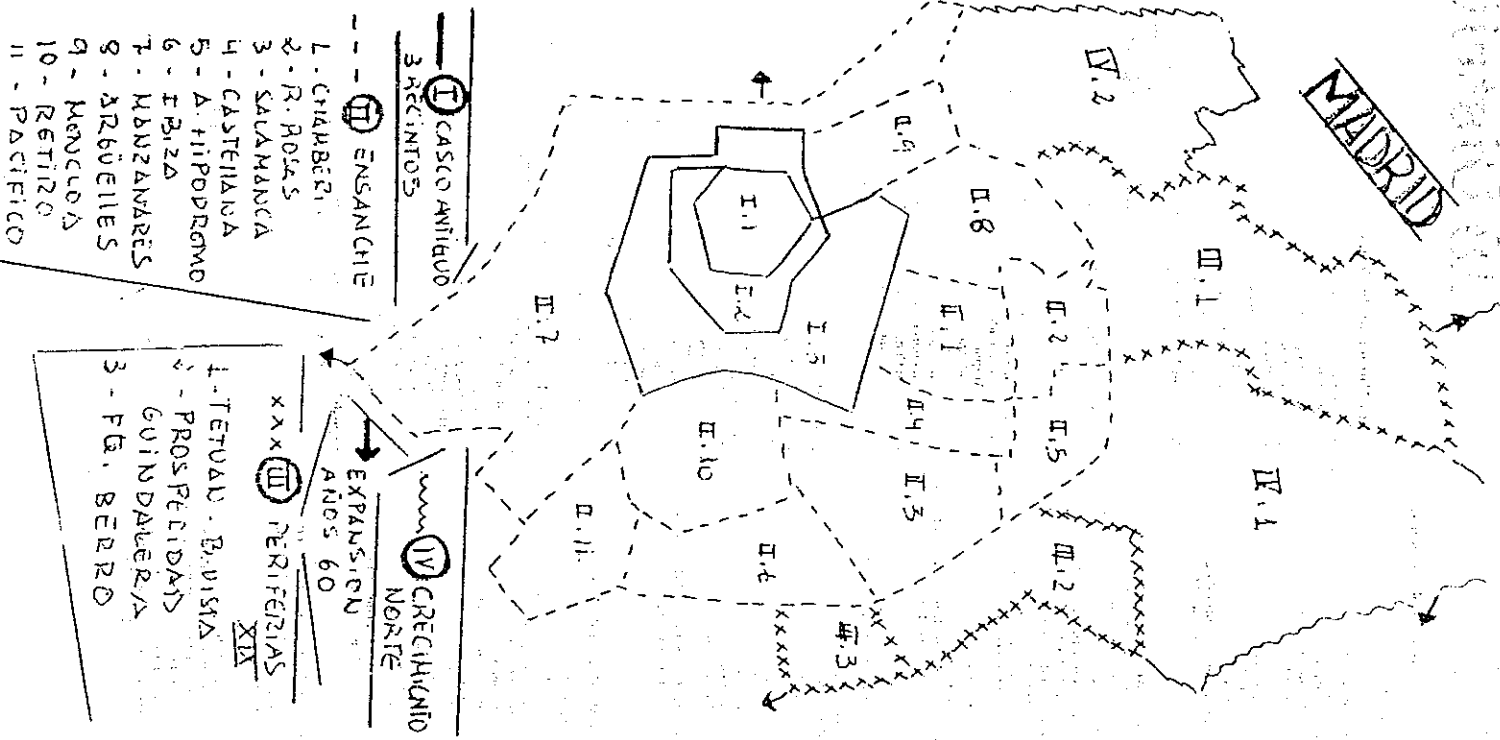 MADRID
IV.2
II.9
II.8
III.1
I.1
I.2
I.3
II.1
II.2
II.4
II.5
II.7
II.10
II.3
IV.1
III.2
II.11
II.6
III.3
I CASCO ANTIGUO
3 RECINTOS
--- II ENSANCHE
1 - CHAMBERI.
2 - R. ROSAS
3 - SALAMANCA
4 - CASTELLANA
5 - A. HIPODROMO
6 - IBIZA
7 - MANZANARES
8 - ARGÜELLES
9 - MONCLOA
10 - RETIRO
11 - PACIFICO
IV CRECIMIENTO
NORTE
EXPANSION
AÑOS 60
xxx III PERIFERIAS
XIX
1 - TETUAN - B. VISTA
2 - PROSPERIDAD
GUINDALERA
3 - Fte. BERRO